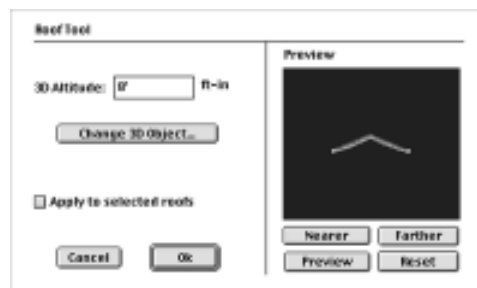 Roof Tool
3D Altitude: 0' ft-in
Change 3D Object...
Apply to selected roofs
Cancel Ok
Preview
Nearer Farther
Preview Reset